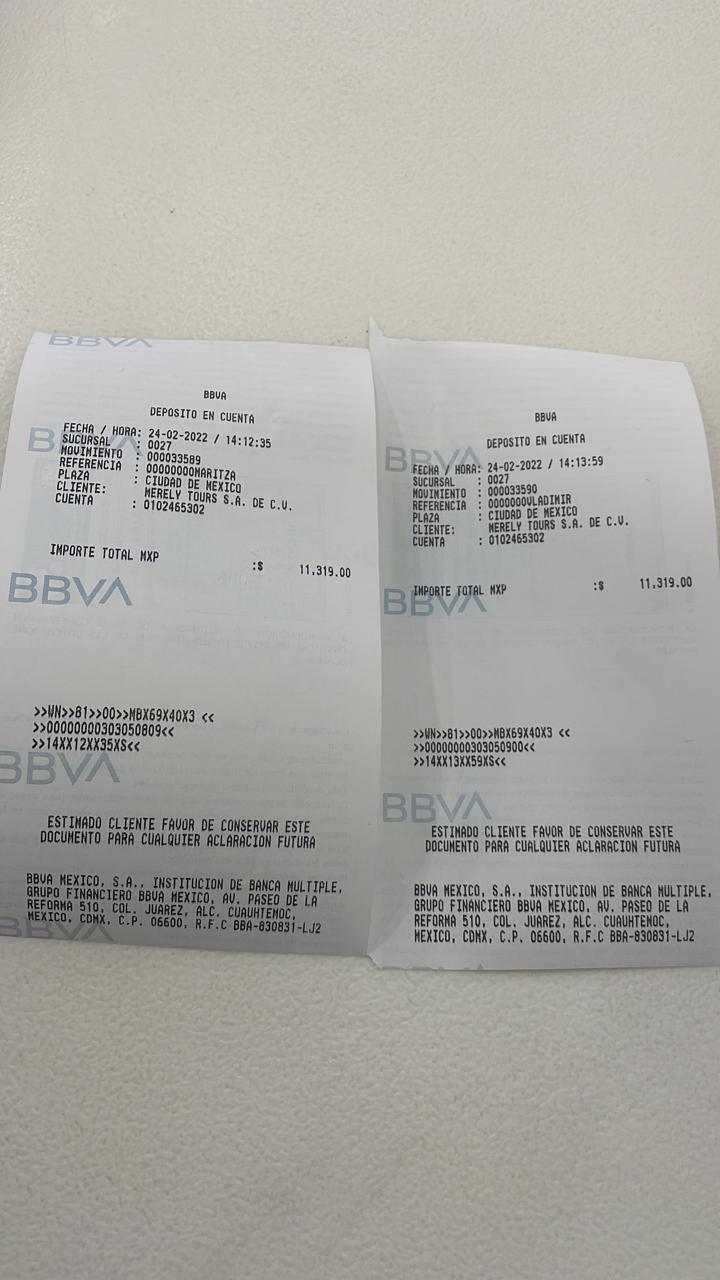 BBVA
BBVA
DEPOSITO EN CUENTA
FECHA / HORA: 24-02-2022 / 14:12:35
SUCURSAL : 0027
MOVIMIENTO : 000033589
REFERENCIA : 00000000MARITZA
PLAZA : CIUDAD DE MEXICO
CLIENTE: MERELY TOURS S.A. DE C.V.
CUENTA : 0102465302
BBVA
IMPORTE TOTAL MXP :$ 11,319.00
BBVA
>>WN>>81>>00>>MBX69X40X3 <<
>>00000000303050809<<
>>14XX12XX35XS<<
BBVA
ESTIMADO CLIENTE FAVOR DE CONSERVAR ESTE
DOCUMENTO PARA CUALQUIER ACLARACION FUTURA
BBVA MEXICO, S.A., INSTITUCION DE BANCA MULTIPLE,
GRUPO FINANCIERO BBVA MEXICO, AV. PASEO DE LA
REFORMA 510, COL. JUAREZ, ALC. CUAUHTEMOC,
MEXICO, CDMX, C.P. 06600, R.F.C BBA-830831-LJ2
BBVA
BBVA
DEPOSITO EN CUENTA
BBVA
FECHA / HORA: 24-02-2022 / 14:13:59
SUCURSAL : 0027
MOVIMIENTO : 000033590
REFERENCIA : 0000000VLADIMIR
PLAZA : CIUDAD DE MEXICO
CLIENTE: MERELY TOURS S.A. DE C.V.
CUENTA : 0102465302
IMPORTE TOTAL MXP :$ 11,319.00
BBVA
>>WN>>81>>00>>MBX69X40X3 <<
>>00000000303050900<<
>>14XX13XX59XS<<
BBVA
ESTIMADO CLIENTE FAVOR DE CONSERVAR ESTE
DOCUMENTO PARA CUALQUIER ACLARACION FUTURA
BBVA MEXICO, S.A., INSTITUCION DE BANCA MULTIPLE,
GRUPO FINANCIERO BBVA MEXICO, AV. PASEO DE LA
REFORMA 510, COL. JUAREZ, ALC. CUAUHTEMOC,
MEXICO, CDMX, C.P. 06600, R.F.C BBA-830831-LJ2